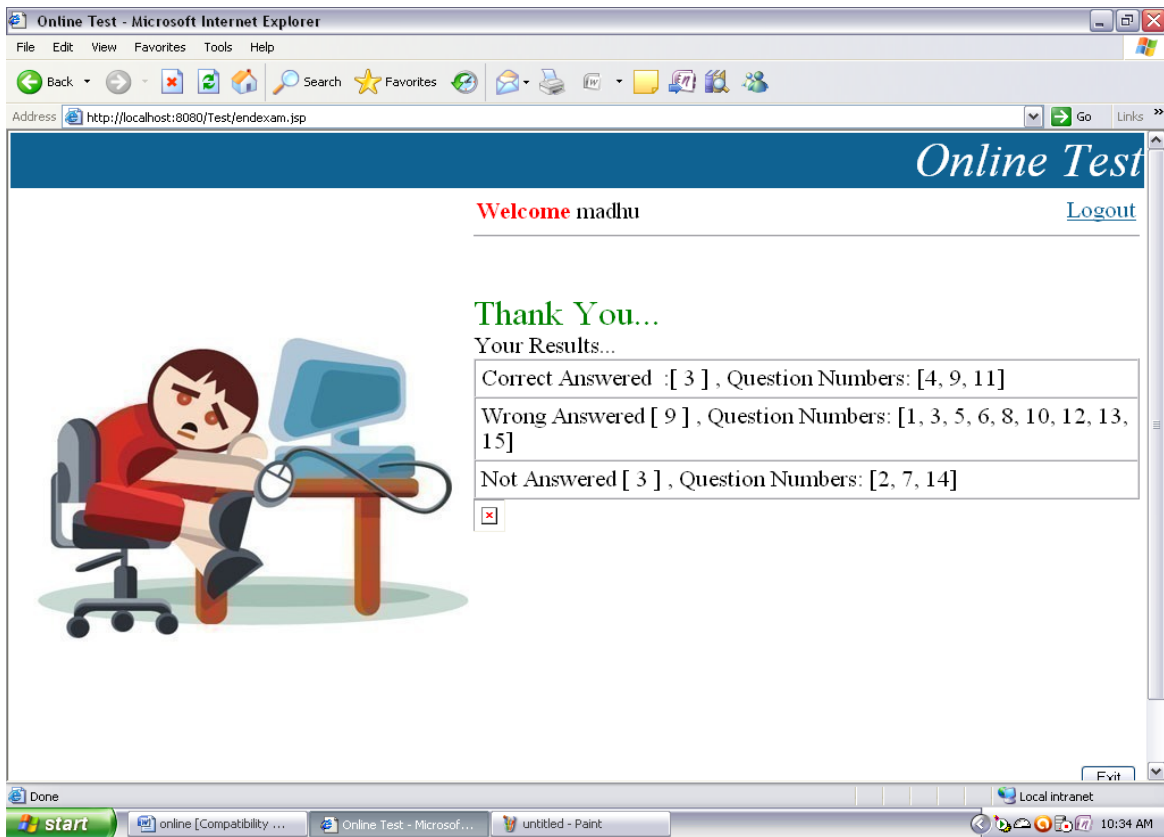 Online Test - Microsoft Internet Explorer
File Edit View Favorites Tools Help
Back Search Favorites
Address http://localhost:8080/Test/endexam.jsp Go Links »
Online Test
Welcome madhu Logout
Thank You...
Your Results...
Correct Answered :[ 3 ] , Question Numbers: [4, 9, 11]
Wrong Answered [ 9 ] , Question Numbers: [1, 3, 5, 6, 8, 10, 12, 13,
15]
Not Answered [ 3 ] , Question Numbers: [2, 7, 14]
Exit
Done Local intranet
start online [Compatibility ... Online Test - Microsof... untitled - Paint 10:34 AM